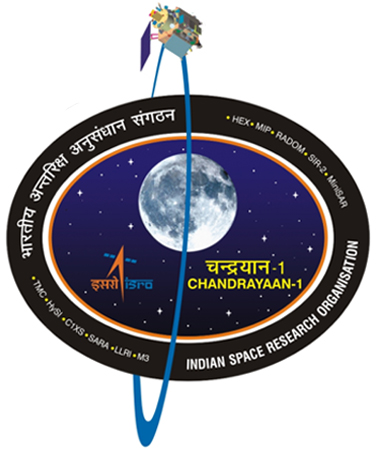 भारतीय अन्तरिक्ष अनुसंधान संगठन
• HEX • MIP • RADOM • SIR-2 • MiniSAR
चन्द्रयान -1
CHANDRAYAAN-1
इसरो isro
• TMC • HySI • C1XS • SARA • LLRI • M3
INDIAN SPACE RESEARCH ORGANISATION